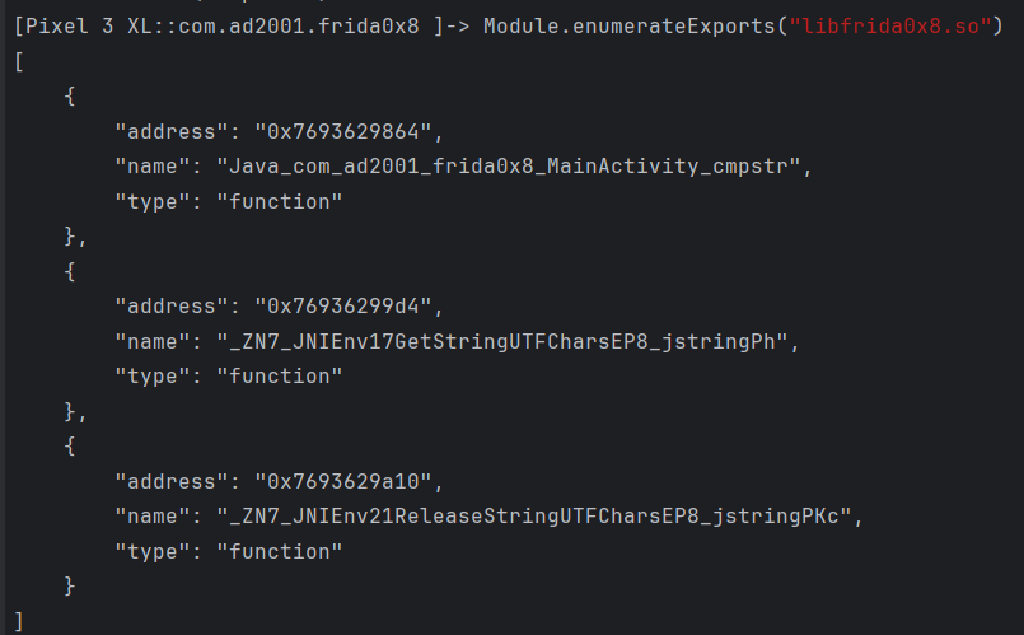 [Pixel 3 XL::com.ad2001.frida0x8 ]-> Module.enumerateExports("libfrida0x8.so")
[
    {
        "address": "0x7693629864",
        "name": "Java_com_ad2001_frida0x8_MainActivity_cmpstr",
        "type": "function"
    },
    {
        "address": "0x76936299d4",
        "name": "_ZN7_JNIEnv17GetStringUTFCharsEP8_jstringPh",
        "type": "function"
    },
    {
        "address": "0x7693629a10",
        "name": "_ZN7_JNIEnv21ReleaseStringUTFCharsEP8_jstringPKc",
        "type": "function"
    }
]